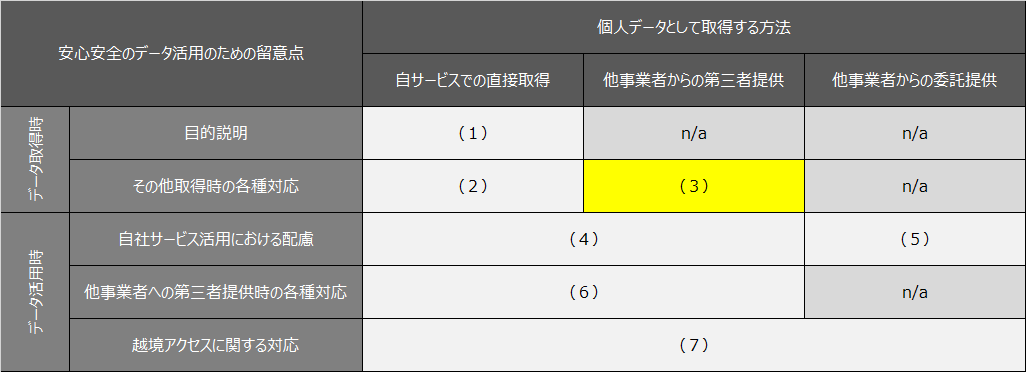 安心安全のデータ活用のための留意点
個人データとして取得する方法
自サービスでの直接取得
他事業者からの第三者提供
他事業者からの委託提供
データ取得時
目的説明
（１）
n/a
n/a
その他取得時の各種対応
（２）
（３）
n/a
データ活用時
自社サービス活用における配慮
（４）
（５）
他事業者への第三者提供時の各種対応
（６）
n/a
越境アクセスに関する対応
（７）